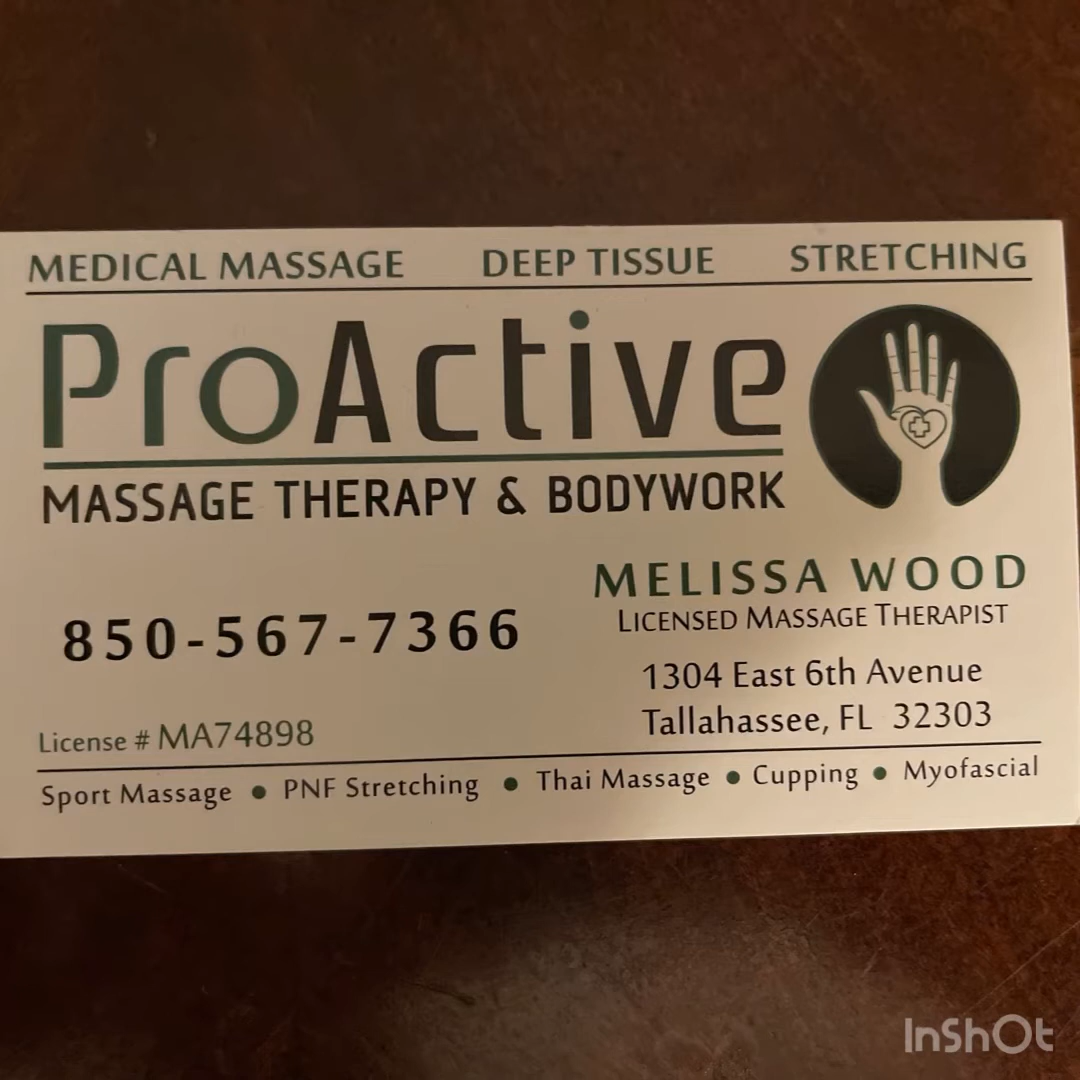 MEDICAL MASSAGE DEEP TISSUE STRETCHING
ProActive
MASSAGE THERAPY & BODYWORK
MELISSA WOOD
LICENSED MASSAGE THERAPIST
850-567-7366
1304 East 6th Avenue
Tallahassee, FL 32303
License # MA74898
Sport Massage • PNF Stretching • Thai Massage • Cupping • Myofascial
InShOt